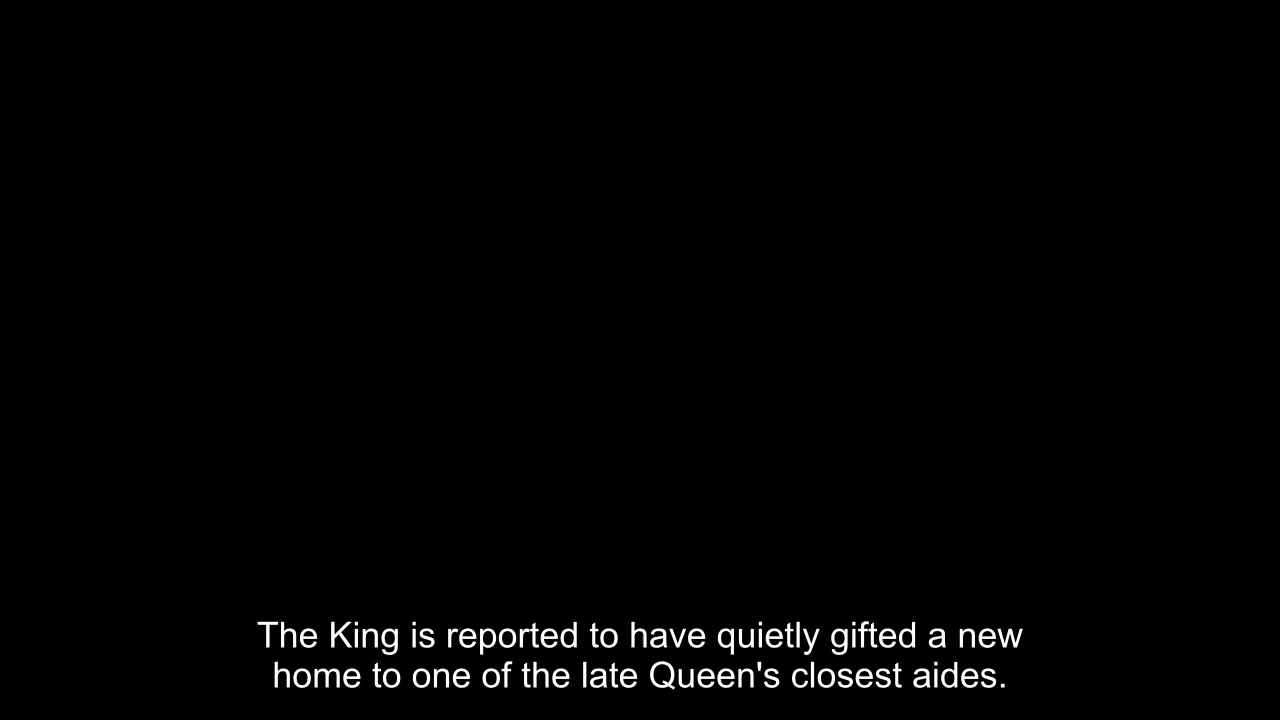 The King is reported to have quietly gifted a new
home to one of the late Queen's closest aides.